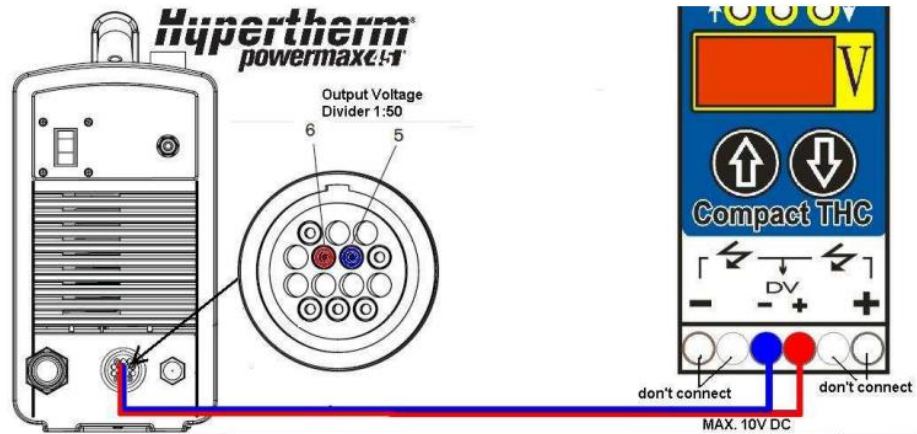 Hypertherm
powermax45
Output Voltage
Divider 1:50
6
5
V
Compact THC
DV
- - + +
don't connect
don't connect
MAX. 10V DC